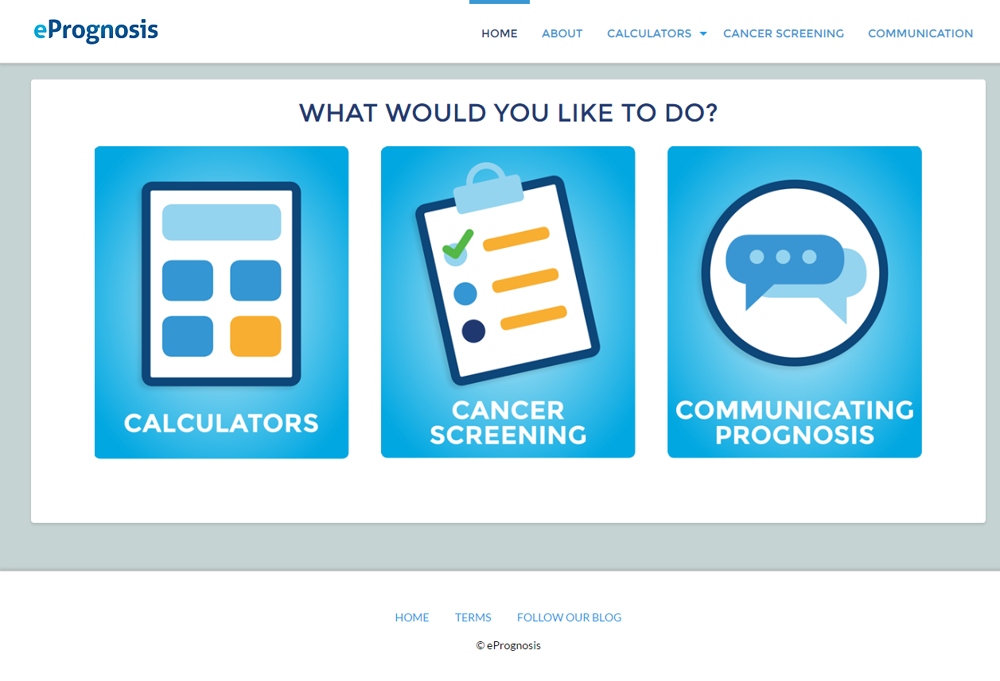 ePrognosis
HOME ABOUT CALCULATORS CANCER SCREENING COMMUNICATION
WHAT WOULD YOU LIKE TO DO?
CALCULATORS
CANCER
SCREENING
COMMUNICATING
PROGNOSIS
HOME TERMS FOLLOW OUR BLOG
© ePrognosis